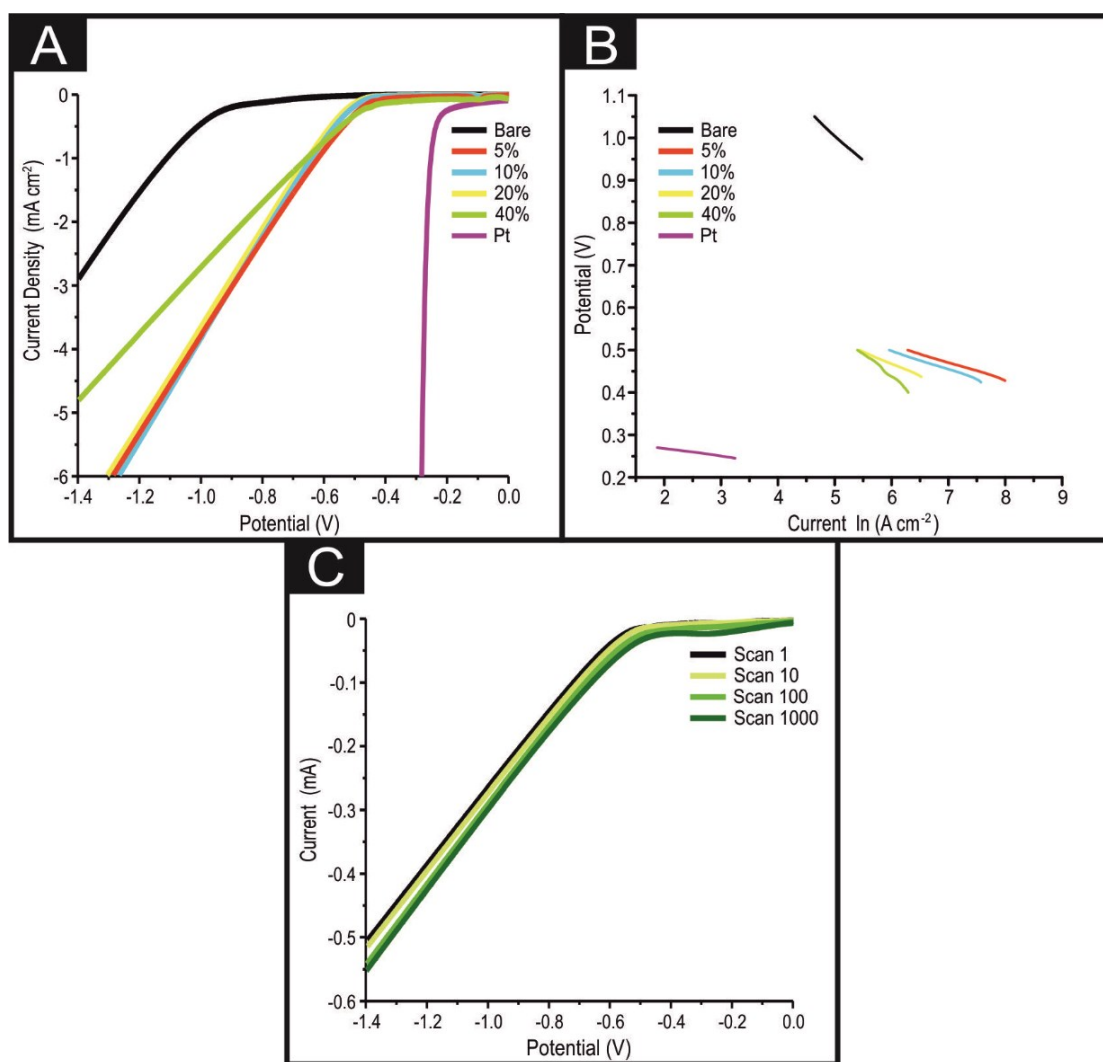 A
0
-1
-2
-3
-4
-5
-6
-1.4 -1.2 -1.0 -0.8 -0.6 -0.4 -0.2 0.0
Current Density (mA cm-2)
Potential (V)
Bare
5%
10%
20%
40%
Pt
B
1.1
1.0
0.9
0.8
0.7
0.6
0.5
0.4
0.3
0.2
2 3 4 5 6 7 8 9
Potential (V)
Current ln (A cm-2)
Bare
5%
10%
20%
40%
Pt
C
0
-0.1
-0.2
-0.3
-0.4
-0.5
-0.6
-1.4 -1.2 -1.0 -0.8 -0.6 -0.4 -0.2 0.0
Current (mA)
Potential (V)
Scan 1
Scan 10
Scan 100
Scan 1000